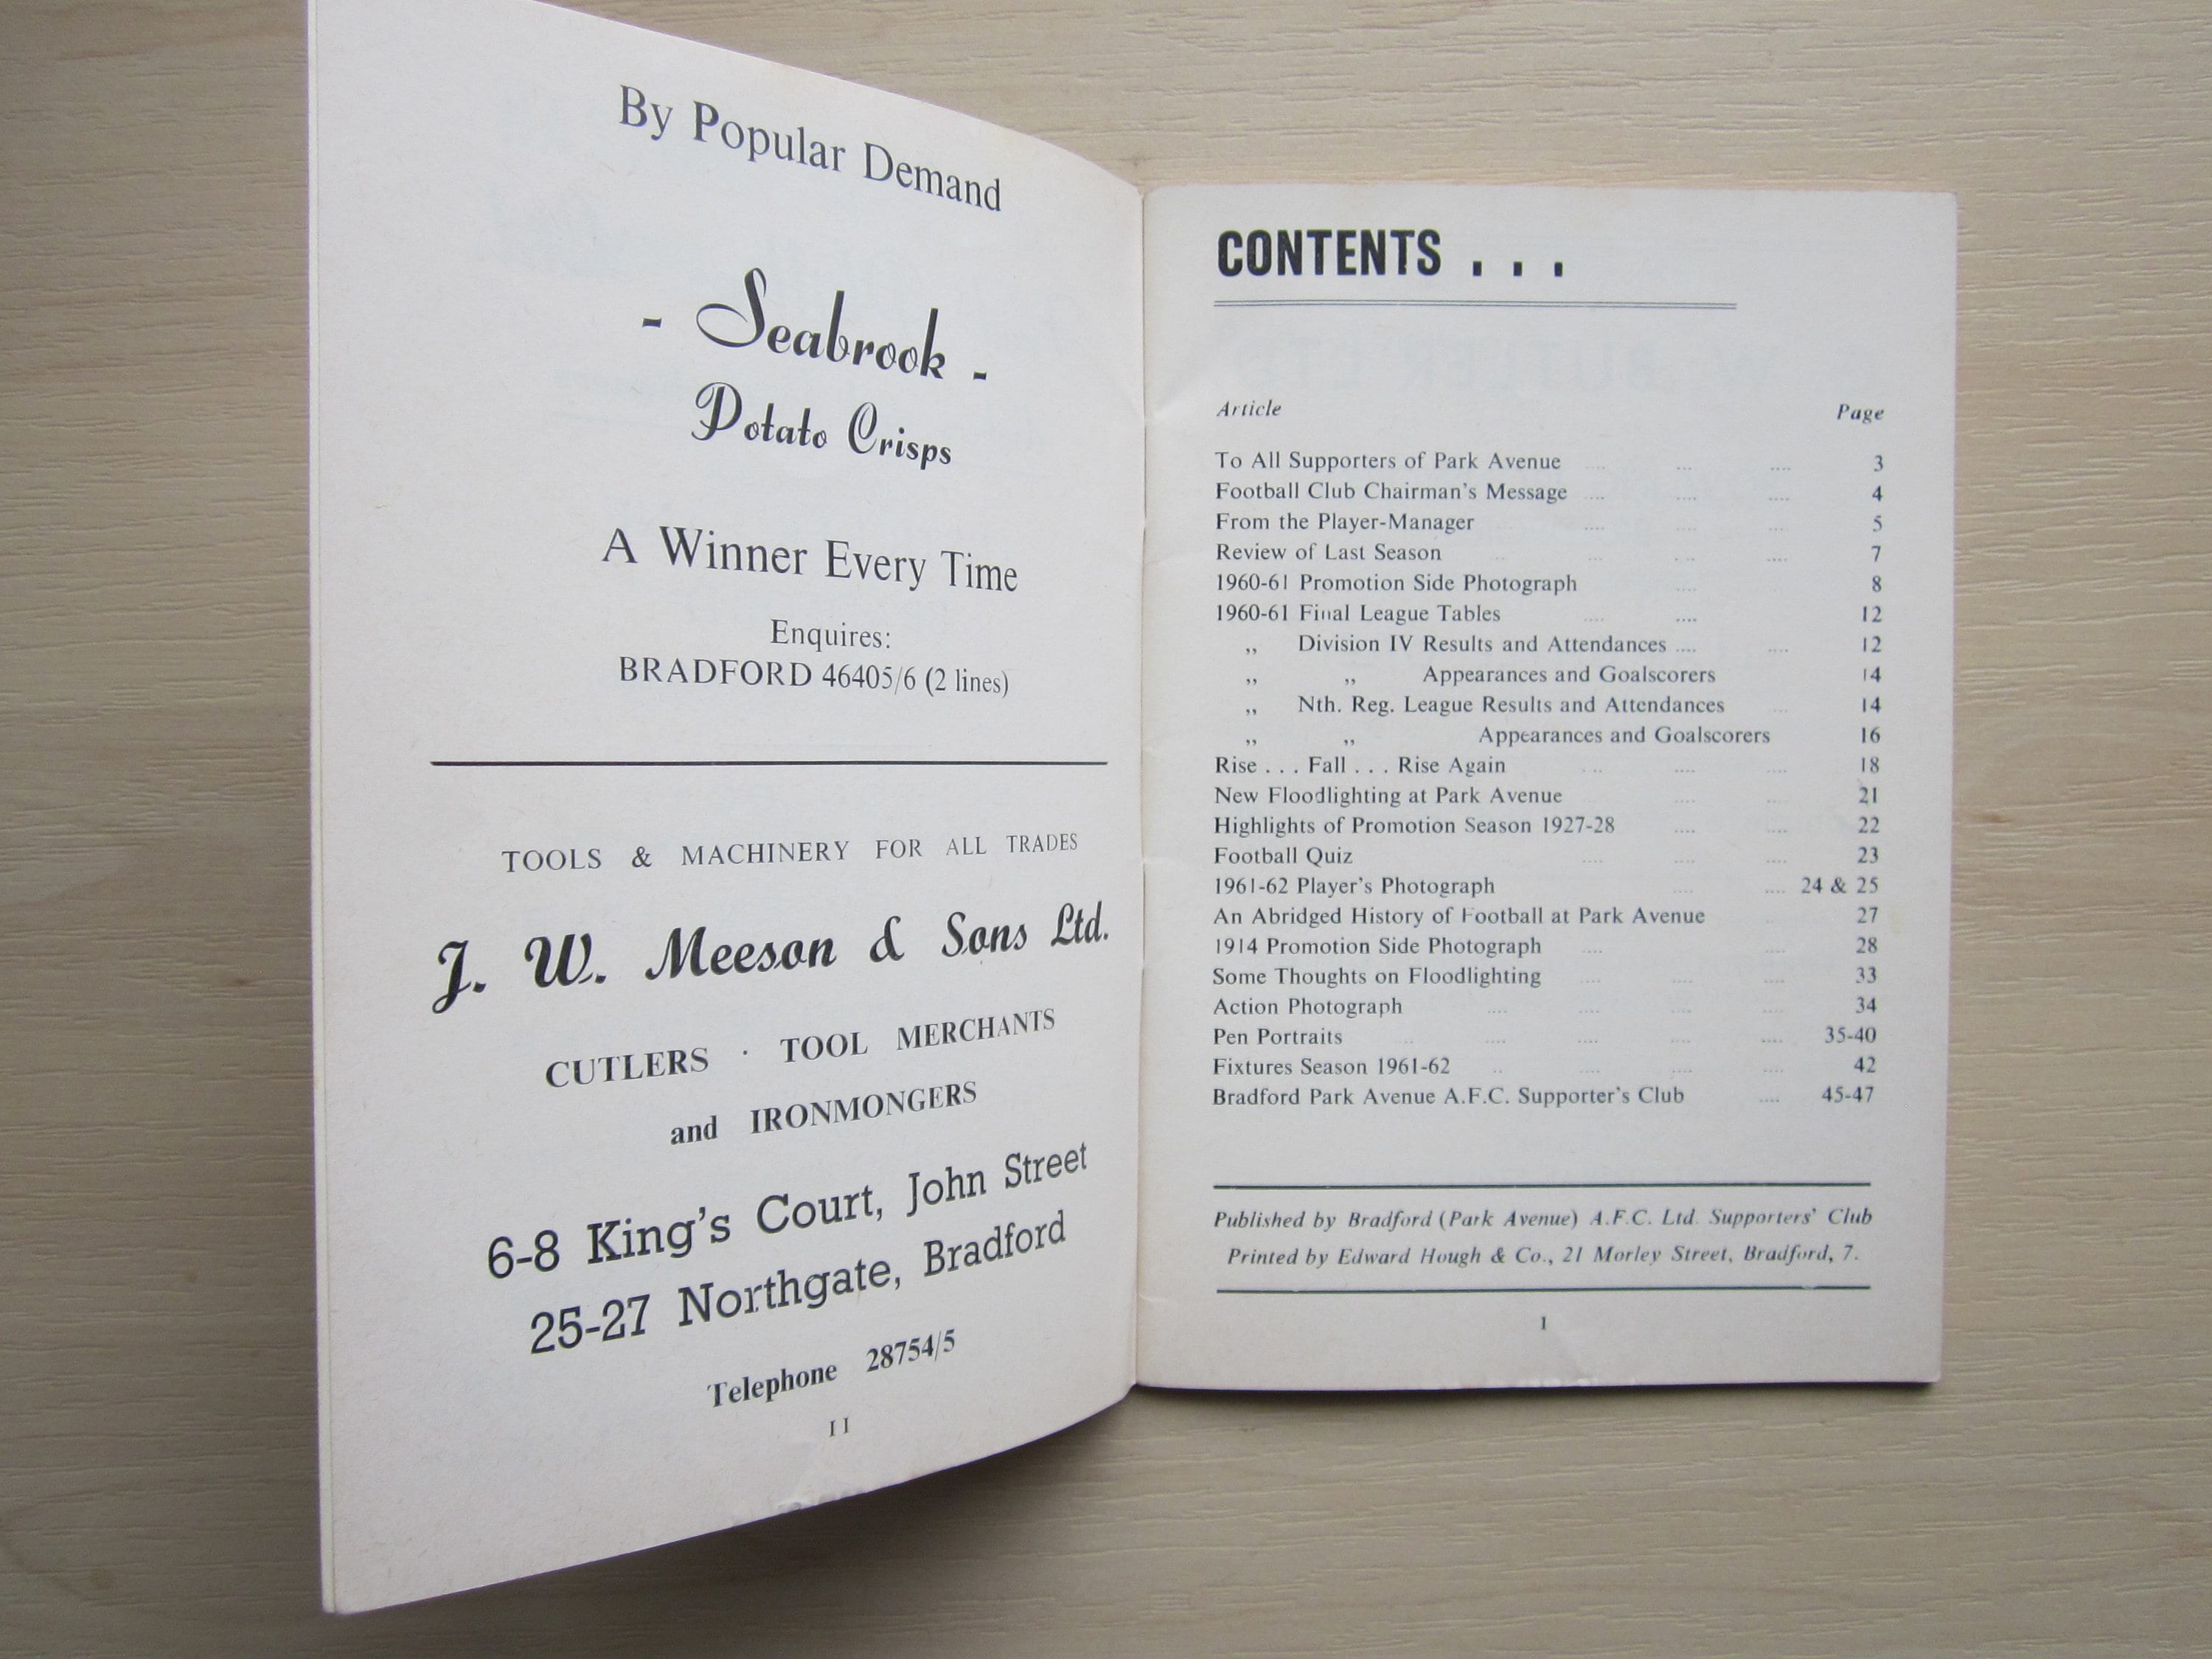 By Popular Demand
- Seabrook -
Potato Crisps
A Winner Every Time
Enquires:
BRADFORD 46405/6 (2 lines)
TOOLS & MACHINERY FOR ALL TRADES
J. W. Meeson & Sons Ltd.
CUTLERS · TOOL MERCHANTS
and IRONMONGERS
6-8 King's Court, John Street
25-27 Northgate, Bradford
Telephone 28754/5
II
CONTENTS . . .
Article Page
To All Supporters of Park Avenue .... .... .... 3
Football Club Chairman's Message .... .... .... 4
From the Player-Manager .... .... .... 5
Review of Last Season .... .... .... 7
1960-61 Promotion Side Photograph .... 8
1960-61 Final League Tables .... .... 12
,, Division IV Results and Attendances .... .... 12
,, ,, Appearances and Goalscorers 14
,, Nth. Reg. League Results and Attendances .... 14
,, ,, Appearances and Goalscorers 16
Rise . . . Fall . . . Rise Again .... .... .... 18
New Floodlighting at Park Avenue .... .... 21
Highlights of Promotion Season 1927-28 .... .... 22
Football Quiz .... .... .... 23
1961-62 Player's Photograph .... .... 24 & 25
An Abridged History of Football at Park Avenue 27
1914 Promotion Side Photograph .... .... 28
Some Thoughts on Floodlighting .... .... .... 33
Action Photograph .... .... .... .... 34
Pen Portraits .... .... .... .... .... 35-40
Fixtures Season 1961-62 .. .... .... .... 42
Bradford Park Avenue A.F.C. Supporter's Club .... 45-47
Published by Bradford (Park Avenue) A.F.C. Ltd. Supporters' Club
Printed by Edward Hough & Co., 21 Morley Street, Bradford, 7.
1